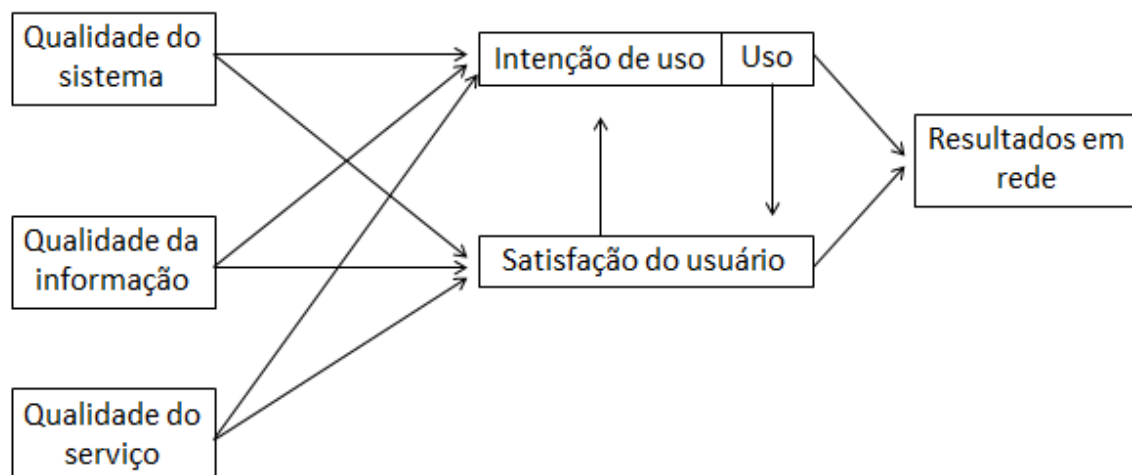 Qualidade do
sistema
Intenção de uso
Uso
Resultados em
rede
Qualidade da
informação
Satisfação do usuário
Qualidade do
serviço